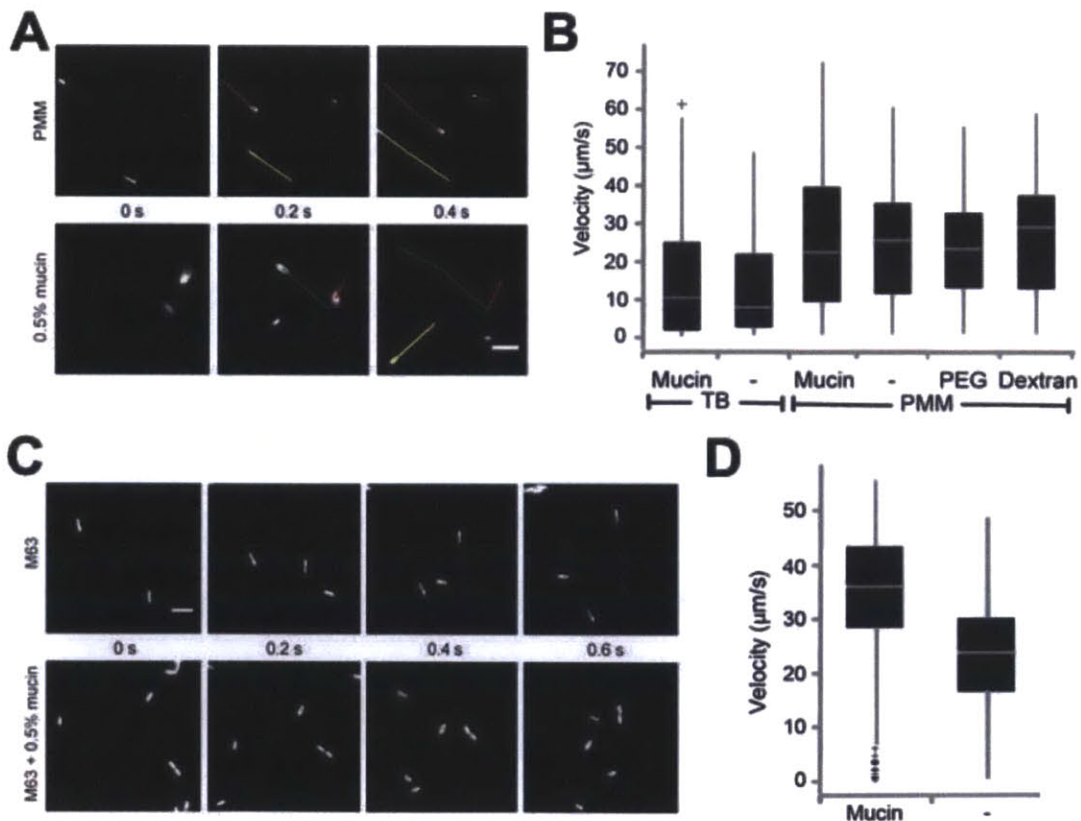 A
PMM
0 s 0.2 s 0.4 s
0.5% mucin
B
Velocity (µm/s)
70
60
50
40
30
20
10
0
Mucin - Mucin - PEG Dextran
TB PMM
C
M63
0 s 0.2 s 0.4 s 0.6 s
M63 + 0.5% mucin
D
Velocity (µm/s)
50
40
30
20
10
0
Mucin -